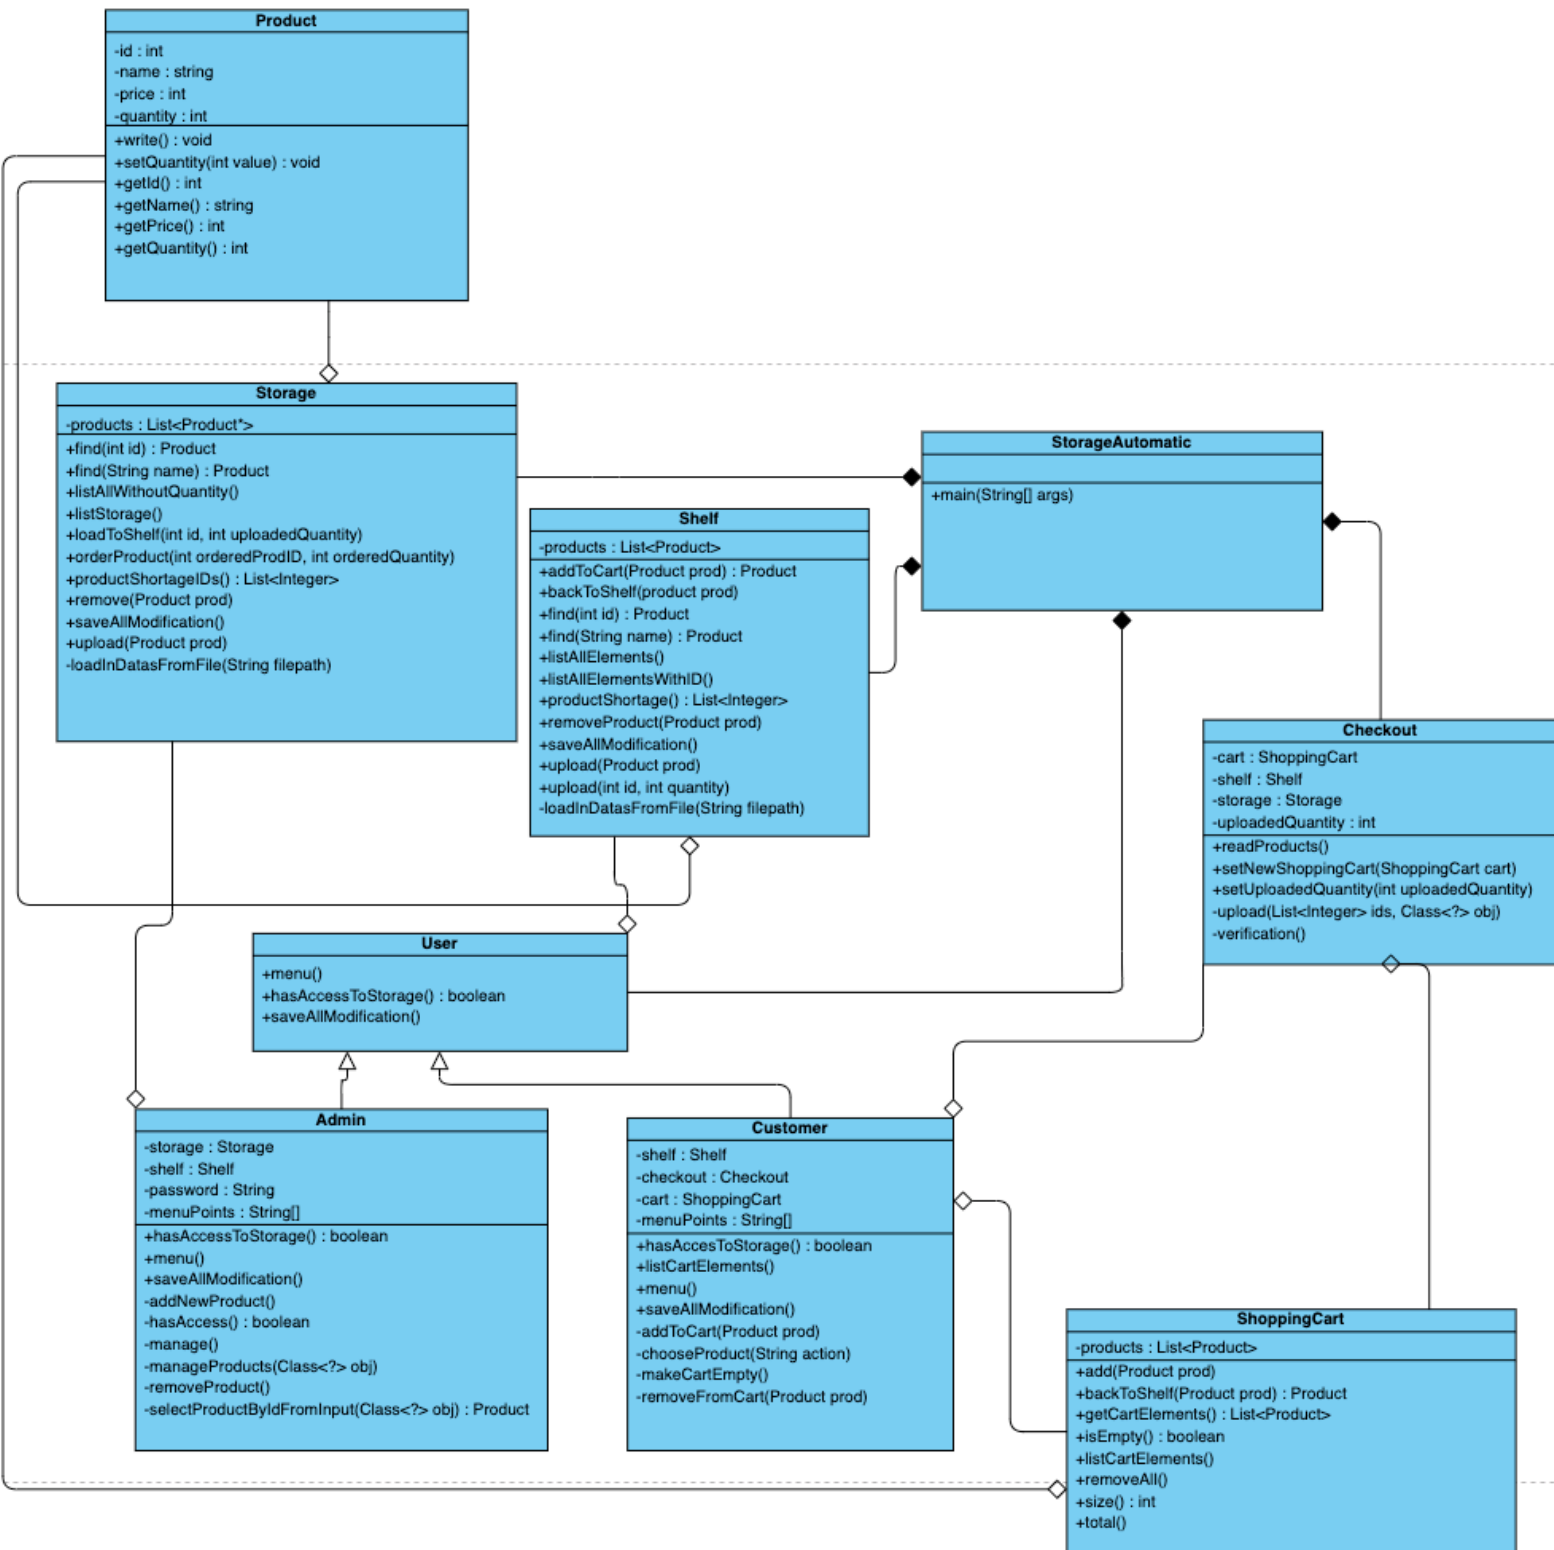 Product
-id : int
-name : string
-price : int
-quantity : int
+write() : void
+setQuantity(int value) : void
+getId() : int
+getName() : string
+getPrice() : int
+getQuantity() : int
Storage
-products : List<Product*>
+find(int id) : Product
+find(String name) : Product
+listAllWithoutQuantity()
+listStorage()
+loadToShelf(int id, int uploadedQuantity)
+orderProduct(int orderedProdID, int orderedQuantity)
+productShortageIDs() : List<Integer>
+remove(Product prod)
+saveAllModification()
+upload(Product prod)
-loadInDatasFromFile(String filepath)
StorageAutomatic
+main(String[] args)
Shelf
-products : List<Product>
+addToCart(Product prod) : Product
+backToShelf(product prod)
+find(int id) : Product
+find(String name) : Product
+listAllElements()
+listAllElementsWithID()
+productShortage() : List<Integer>
+removeProduct(Product prod)
+saveAllModification()
+upload(Product prod)
+upload(int id, int quantity)
-loadInDatasFromFile(String filepath)
Checkout
-cart : ShoppingCart
-shelf : Shelf
-storage : Storage
-uploadedQuantity : int
+readProducts()
+setNewShoppingCart(ShoppingCart cart)
+setUploadedQuantity(int uploadedQuantity)
-upload(List<Integer> ids, Class<?> obj)
-verification()
User
+menu()
+hasAccessToStorage() : boolean
+saveAllModification()
Admin
-storage : Storage
-shelf : Shelf
-password : String
-menuPoints : String[]
+hasAccessToStorage() : boolean
+menu()
+saveAllModification()
-addNewProduct()
-hasAccess() : boolean
-manage()
-manageProducts(Class<?> obj)
-removeProduct()
-selectProductByIdFromInput(Class<?> obj) : Product
Customer
-shelf : Shelf
-checkout : Checkout
-cart : ShoppingCart
-menuPoints : String[]
+hasAccesToStorage() : boolean
+listCartElements()
+menu()
+saveAllModification()
-addToCart(Product prod)
-chooseProduct(String action)
-makeCartEmpty()
-removeFromCart(Product prod)
ShoppingCart
-products : List<Product>
+add(Product prod)
+backToShelf(Product prod) : Product
+getCartElements() : List<Product>
+isEmpty() : boolean
+listCartElements()
+removeAll()
+size() : int
+total()